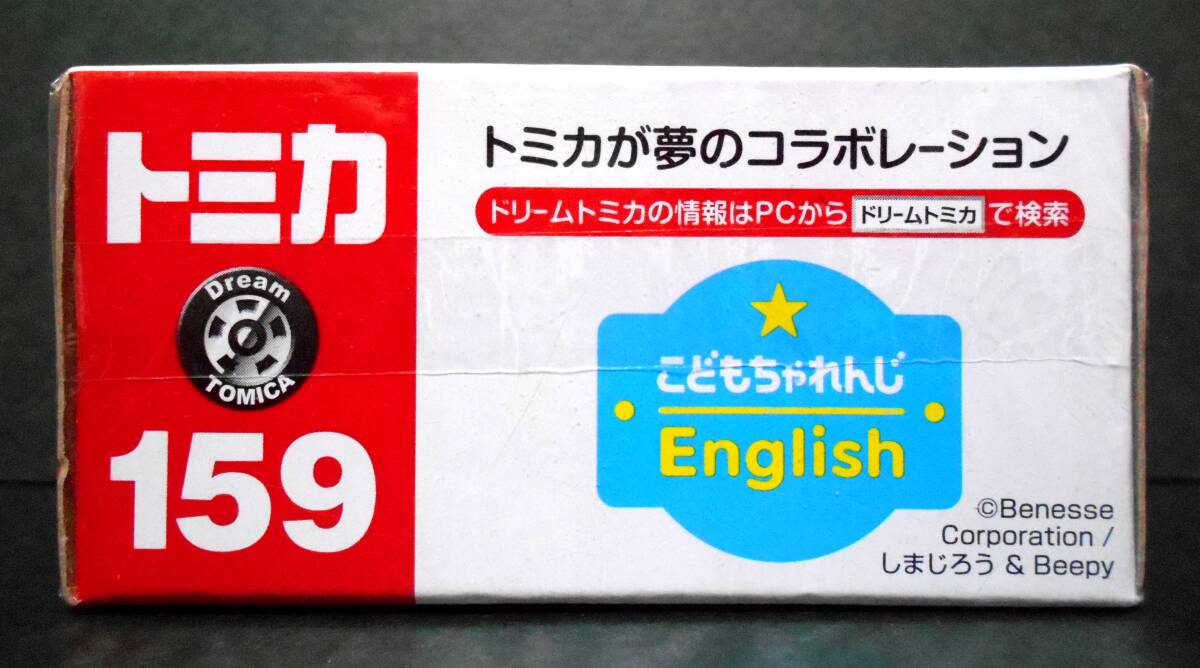 トミカ
Dream
TOMICA
159
トミカが夢のコラボレーション
ドリームトミカの情報はPCから ドリームトミカ で検索
こどもちゃれんじ
English
©Benesse
Corporation /
しまじろう & Beepy